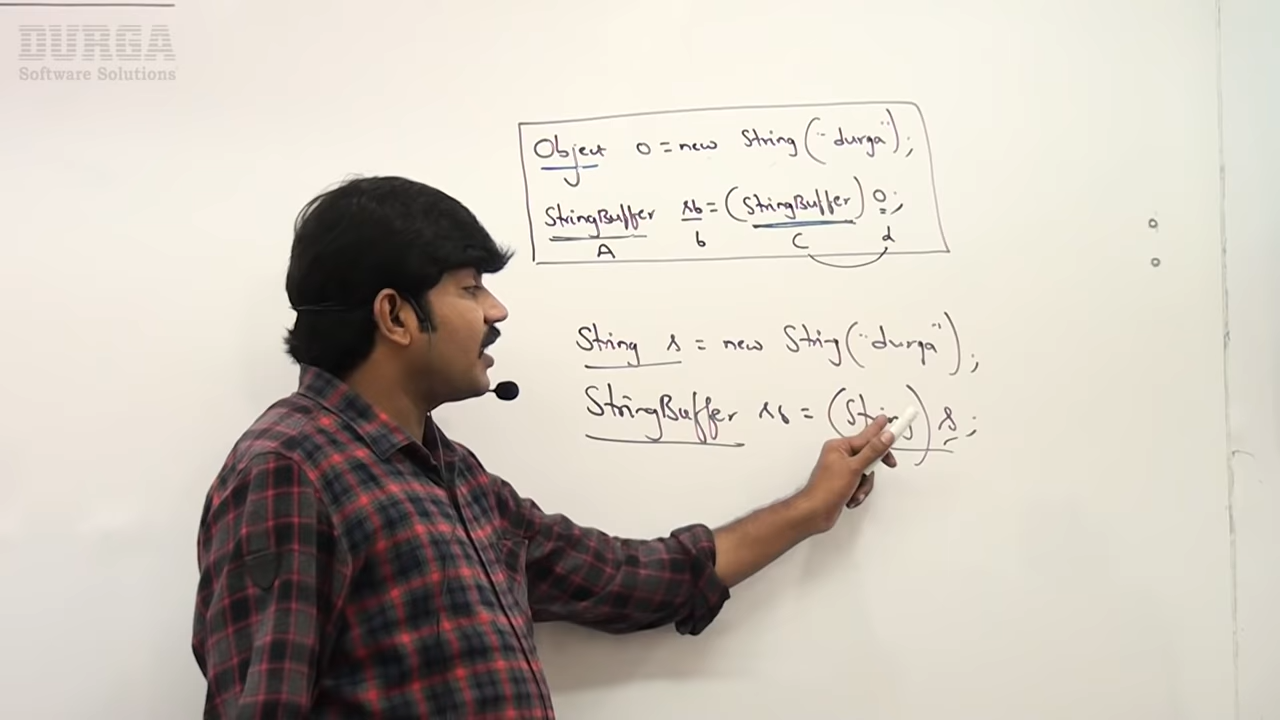 DURGA
Software Solutions
Object o = new String("durga");
StringBuffer sb = (StringBuffer) o;
A b C d
String s = new String("durga");
StringBuffer sb = (String) s;